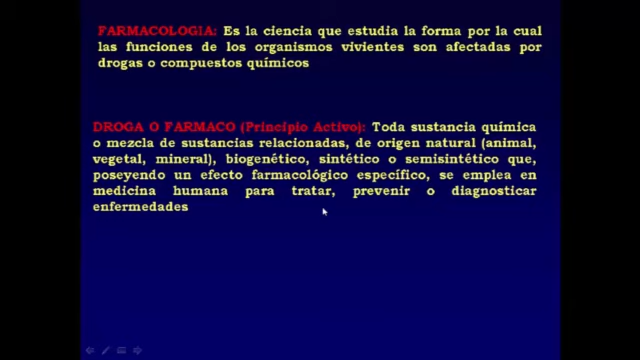 FARMACOLOGIA: Es la ciencia que estudia la forma por la cual
las funciones de los organismos vivientes son afectadas por
drogas o compuestos químicos
DROGA O FARMACO (Principio Activo): Toda sustancia química
o mezcla de sustancias relacionadas, de origen natural (animal,
vegetal, mineral), biogenético, sintético o semisintético que,
poseyendo un efecto farmacológico específico, se emplea en
medicina humana para tratar, prevenir o diagnosticar
enfermedades